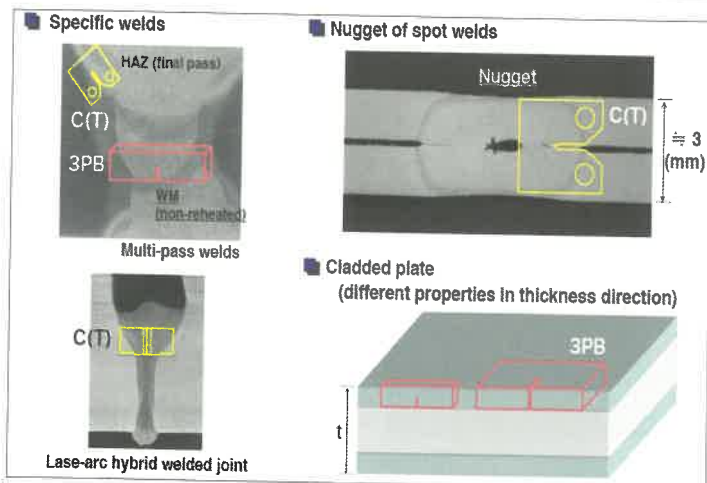 Specific welds
HAZ (final pass)
C(T)
3PB
WM
(non-reheated)
Multi-pass welds
C(T)
Lase-arc hybrid welded joint
Nugget of spot welds
Nugget
C(T)
≒ 3
(mm)
Cladded plate
(different properties in thickness direction)
3PB
t